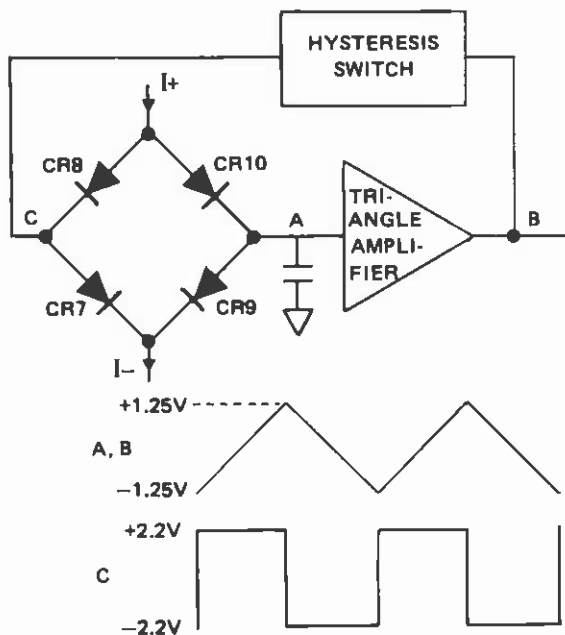 HYSTERESIS
SWITCH
I+
CR8
CR10
C
A
TRI-
ANGLE
AMPLI-
FIER
B
CR7
CR9
I−
+1.25V
A, B
−1.25V
+2.2V
C
−2.2V